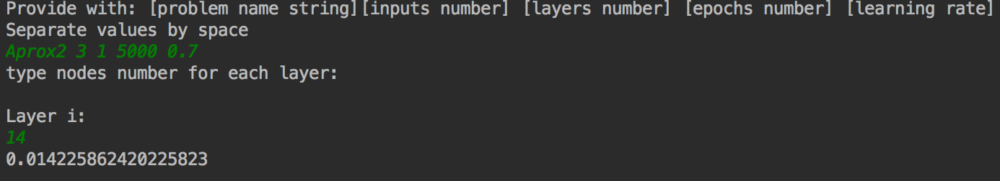 Provide with: [problem name string][inputs number] [layers number] [epochs number] [learning rate]
Separate values by space
Aprox2 3 1 5000 0.7
type nodes number for each layer:
Layer i:
14
0.014225862420225823